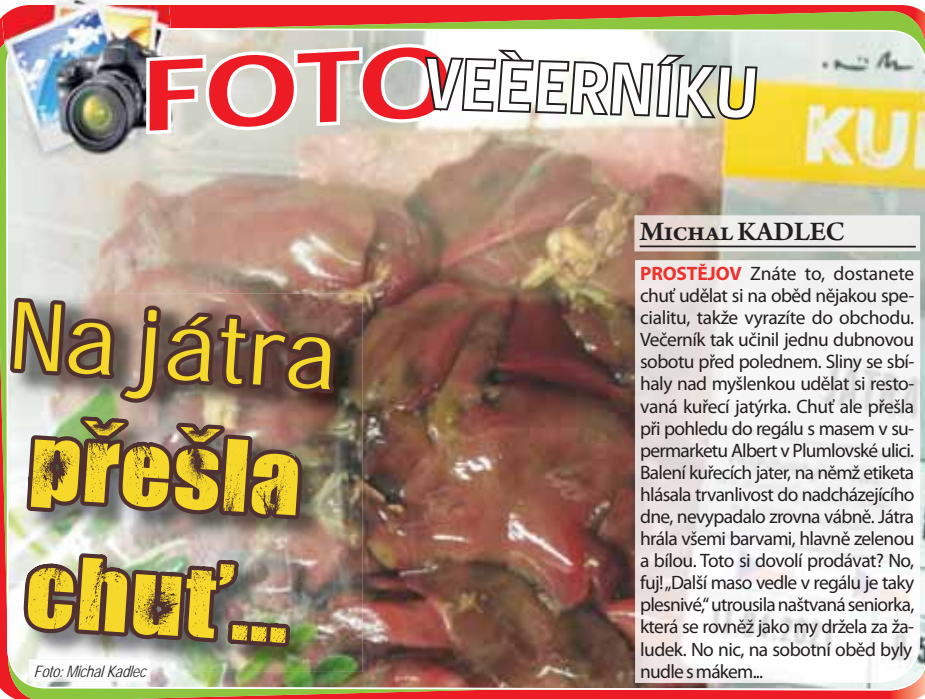 FOTO VEÈERNÍKU
KU
Na játra
přešla
chuť...
Foto: Michal Kadlec
MICHAL KADLEC
PROSTĚJOV Znáte to, dostanete
chuť udělat si na oběd nějakou spe-
cialitu, takže vyrazíte do obchodu.
Večerník tak učinil jednu dubnovou
sobotu před polednem. Sliny se sbí-
haly nad myšlenkou udělat si resto-
vaná kuřecí jatýrka. Chuť ale přešla
při pohledu do regálu s masem v su-
permarketu Albert v Plumlovské ulici.
Balení kuřecích jater, na němž etiketa
hlásala trvanlivost do nadcházejícího
dne, nevypadalo zrovna vábně. Játra
hrála všemi barvami, hlavně zelenou
a bílou. Toto si dovolí prodávat? No,
fuj! „Další maso vedle v regálu je taky
plesnivé,“ utrousila naštvaná seniorka,
která se rovněž jako my držela za ža-
ludek. No nic, na sobotní oběd byly
nudle s mákem...